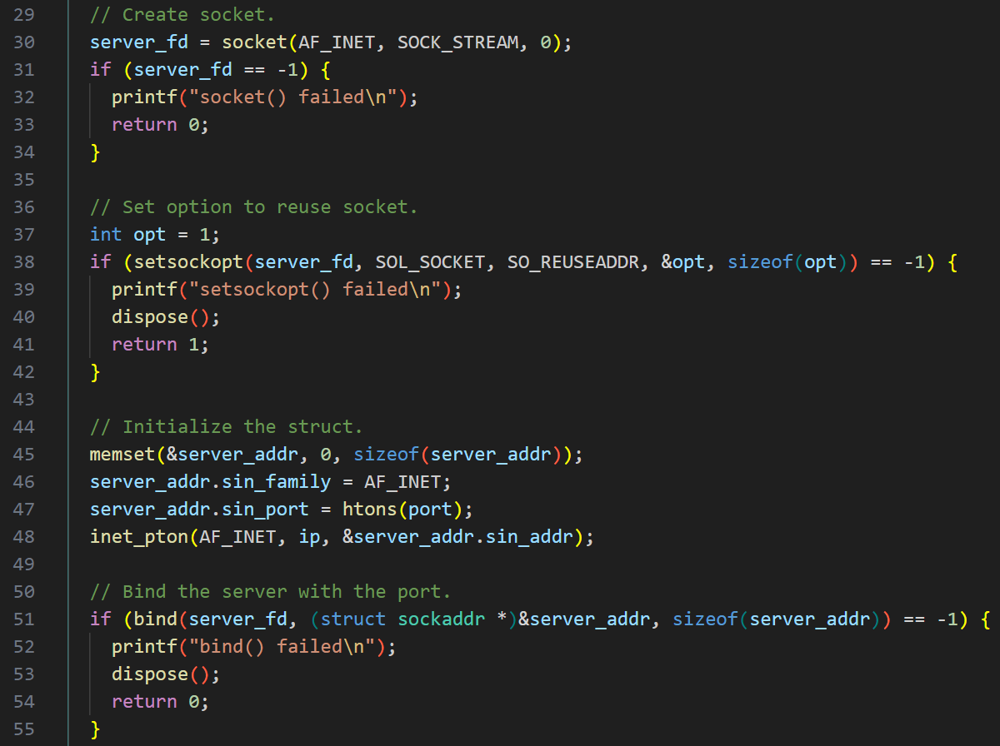 29 // Create socket.
30 server_fd = socket(AF_INET, SOCK_STREAM, 0);
31 if (server_fd == -1) {
32   printf("socket() failed\n");
33   return 0;
34 }
35
36 // Set option to reuse socket.
37 int opt = 1;
38 if (setsockopt(server_fd, SOL_SOCKET, SO_REUSEADDR, &opt, sizeof(opt)) == -1) {
39   printf("setsockopt() failed\n");
40   dispose();
41   return 1;
42 }
43
44 // Initialize the struct.
45 memset(&server_addr, 0, sizeof(server_addr));
46 server_addr.sin_family = AF_INET;
47 server_addr.sin_port = htons(port);
48 inet_pton(AF_INET, ip, &server_addr.sin_addr);
49
50 // Bind the server with the port.
51 if (bind(server_fd, (struct sockaddr *)&server_addr, sizeof(server_addr)) == -1) {
52   printf("bind() failed\n");
53   dispose();
54   return 0;
55 }